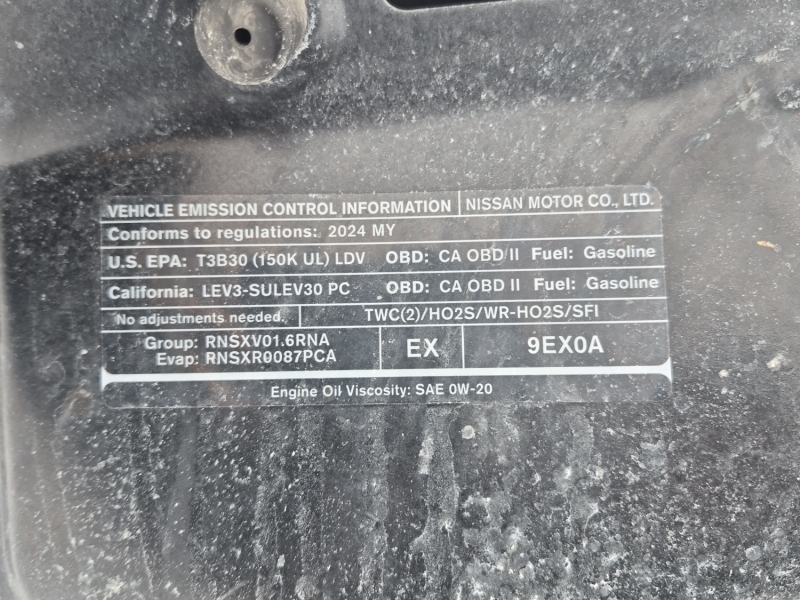 VEHICLE EMISSION CONTROL INFORMATION NISSAN MOTOR CO., LTD.
Conforms to regulations: 2024 MY
U.S. EPA: T3B30 (150K UL) LDV OBD: CA OBD II Fuel: Gasoline
California: LEV3-SULEV30 PC OBD: CA OBD II Fuel: Gasoline
No adjustments needed. TWC(2)/HO2S/WR-HO2S/SFI
Group: RNSXV01.6RNA
Evap: RNSXR0087PCA
EX
9EX0A
Engine Oil Viscosity: SAE 0W-20